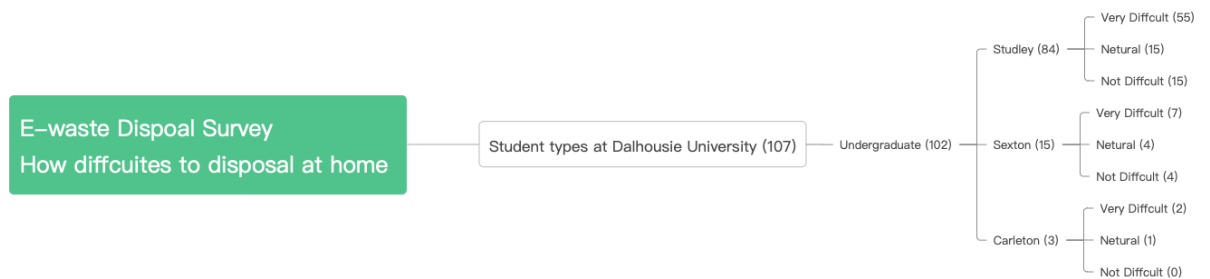 E-waste Dispoal Survey
How diffcuites to disposal at home
Student types at Dalhousie University (107)
Undergraduate (102)
Studley (84)
Very Diffcult (55)
Netural (15)
Not Diffcult (15)
Sexton (15)
Very Diffcult (7)
Netural (4)
Not Diffcult (4)
Carleton (3)
Very Diffcult (2)
Netural (1)
Not Diffcult (0)